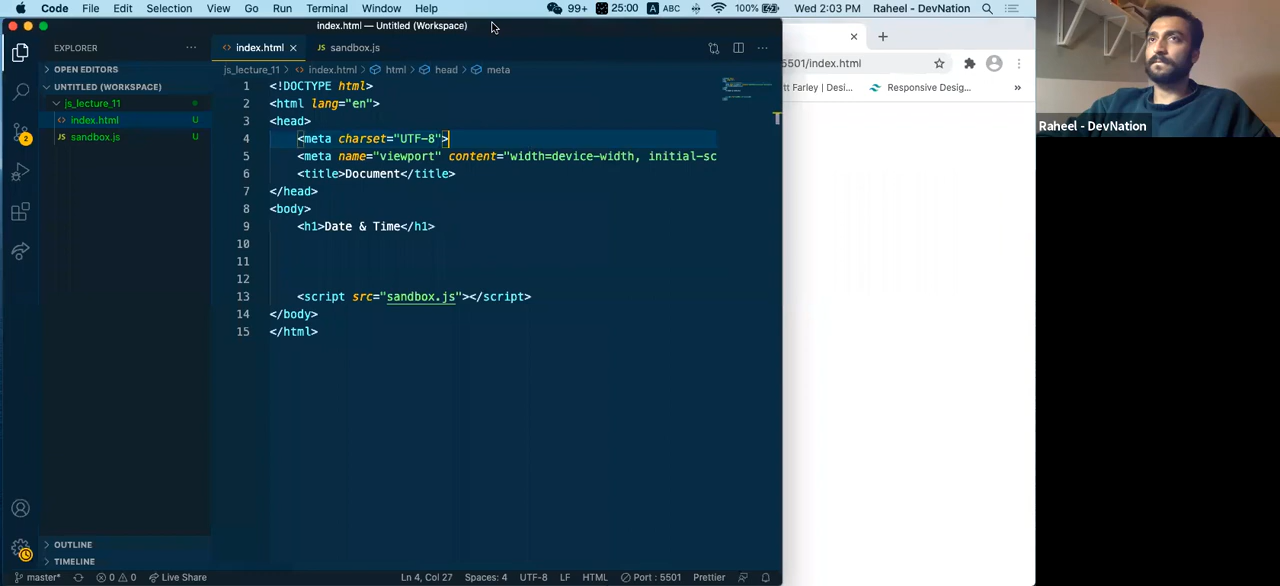 Code File Edit Selection View Go Run Terminal Window Help 99+ 25:00 A ABC 100% Wed 2:03 PM Raheel - DevNation
index.html — Untitled (Workspace)
EXPLORER
index.html
JS sandbox.js
OPEN EDITORS
js_lecture_11 > index.html > html > head > meta
UNTITLED (WORKSPACE)
js_lecture_11
index.html U
JS sandbox.js U
2
1 <!DOCTYPE html>
2 <html lang="en">
3 <head>
4 <meta charset="UTF-8">
5 <meta name="viewport" content="width=device-width, initial-sc
6 <title>Document</title>
7 </head>
8 <body>
9 <h1>Date & Time</h1>
10
11
12
13 <script src="sandbox.js"></script>
14 </body>
15 </html>
5501/index.html
tt Farley | Desi...
Responsive Desig...
»
Raheel - DevNation
OUTLINE
TIMELINE
master* 0 0 Live Share Ln 4, Col 27 Spaces: 4 UTF-8 LF HTML Port : 5501 Prettier